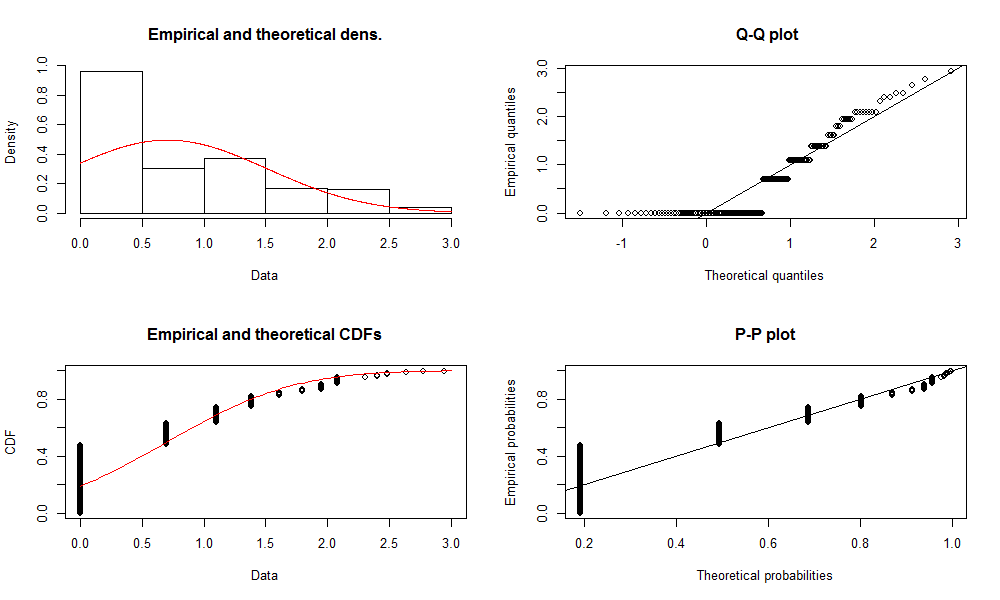 Empirical and theoretical dens.
Density
0.0 0.2 0.4 0.6 0.8 1.0
0.0 0.5 1.0 1.5 2.0 2.5 3.0
Data
Q-Q plot
Empirical quantiles
0.0 1.0 2.0 3.0
-1 0 1 2 3
Theoretical quantiles
Empirical and theoretical CDFs
CDF
0.0 0.4 0.8
0.0 0.5 1.0 1.5 2.0 2.5 3.0
Data
P-P plot
Empirical probabilities
0.0 0.4 0.8
0.2 0.4 0.6 0.8 1.0
Theoretical probabilities